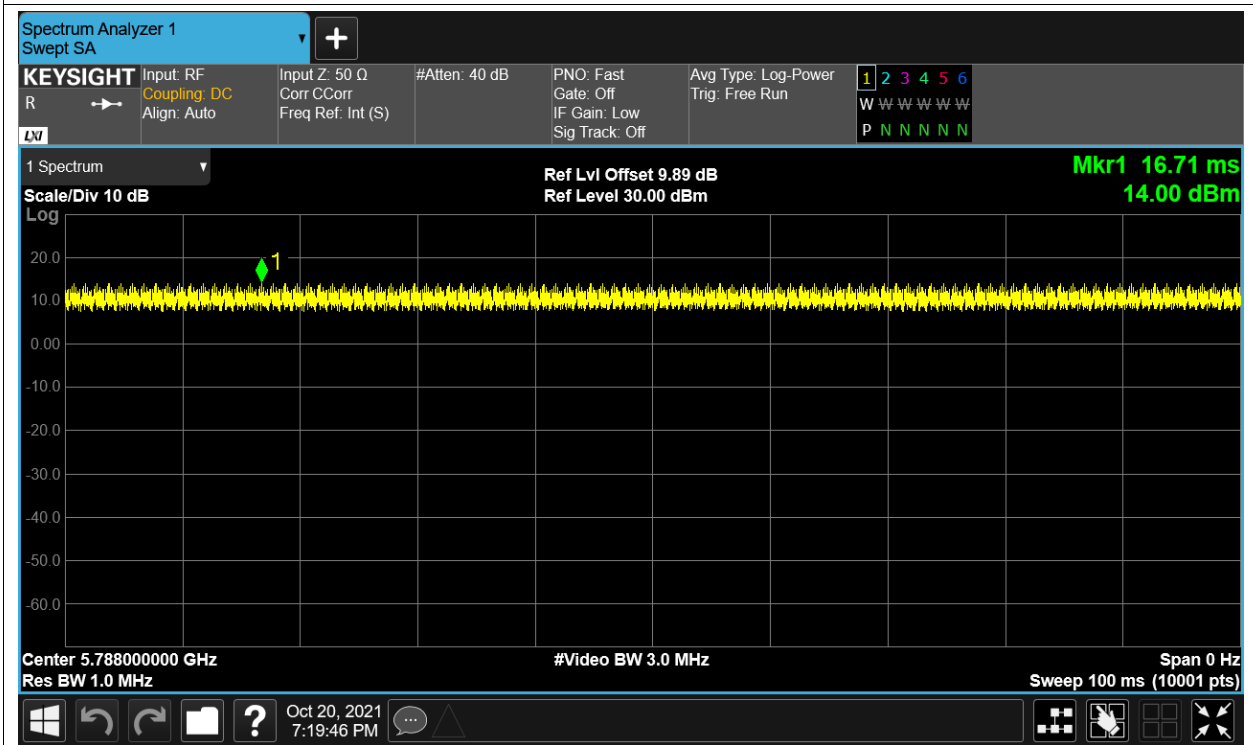 Spectrum Analyzer 1
Swept SA
KEYSIGHT
R
LXI
Input: RF
Coupling: DC
Align: Auto
Input Z: 50 Ω
Corr CCorr
Freq Ref: Int (S)
#Atten: 40 dB
PNO: Fast
Gate: Off
IF Gain: Low
Sig Track: Off
Avg Type: Log-Power
Trig: Free Run
1 2 3 4 5 6
W W W W W W
P N N N N N
1 Spectrum
Scale/Div 10 dB
Log
Ref Lvl Offset 9.89 dB
Ref Level 30.00 dBm
Mkr1 16.71 ms
14.00 dBm
1
20.0
10.0
0.00
-10.0
-20.0
-30.0
-40.0
-50.0
-60.0
Center 5.788000000 GHz
Res BW 1.0 MHz
#Video BW 3.0 MHz
Span 0 Hz
Sweep 100 ms (10001 pts)
?
Oct 20, 2021
7:19:46 PM